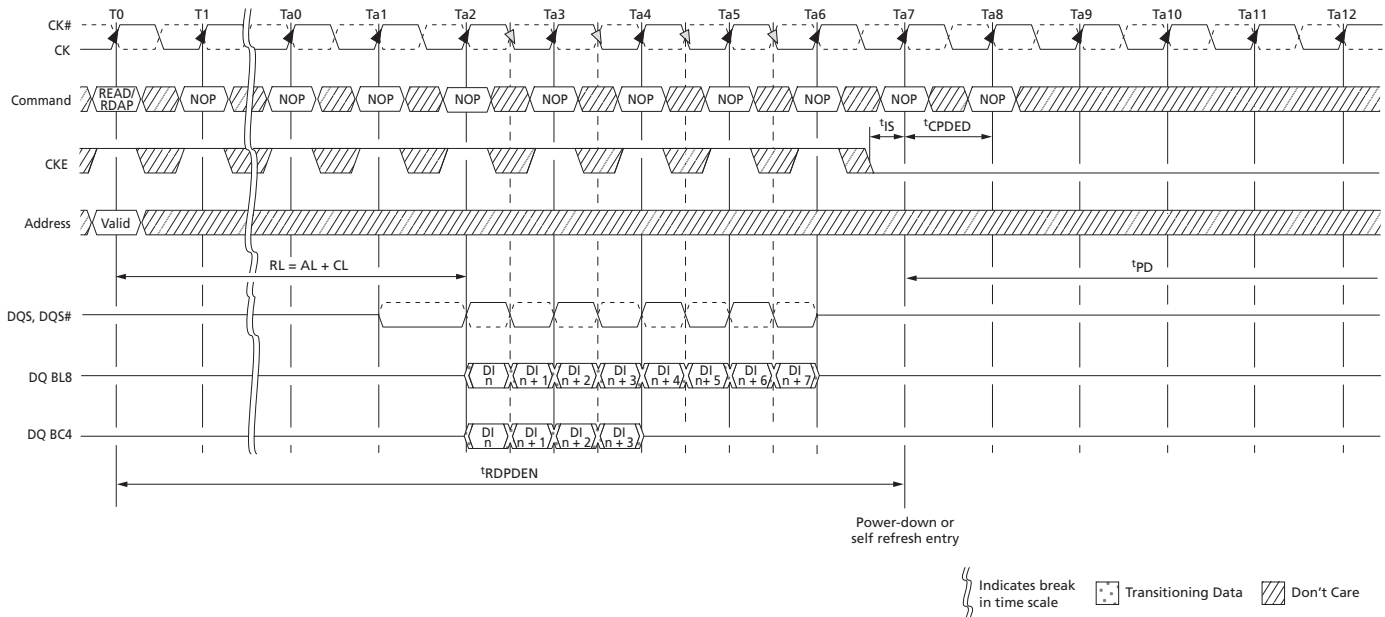 T0 T1 Ta0 Ta1 Ta2 Ta3 Ta4 Ta5 Ta6 Ta7 Ta8 Ta9 Ta10 Ta11 Ta12
CK#
CK
Command READ/ RDAP NOP NOP NOP NOP NOP NOP NOP NOP NOP NOP
tIS tCPDED
CKE
Address Valid
RL = AL + CL
tPD
DQS, DQS#
DQ BL8 DI n DI n + 1 DI n + 2 DI n + 3 DI n + 4 DI n + 5 DI n + 6 DI n + 7
DQ BC4 DI n DI n + 1 DI n + 2 DI n + 3
tRDPDEN
Power-down or
self refresh entry
Indicates break
in time scale
Transitioning Data
Don't Care